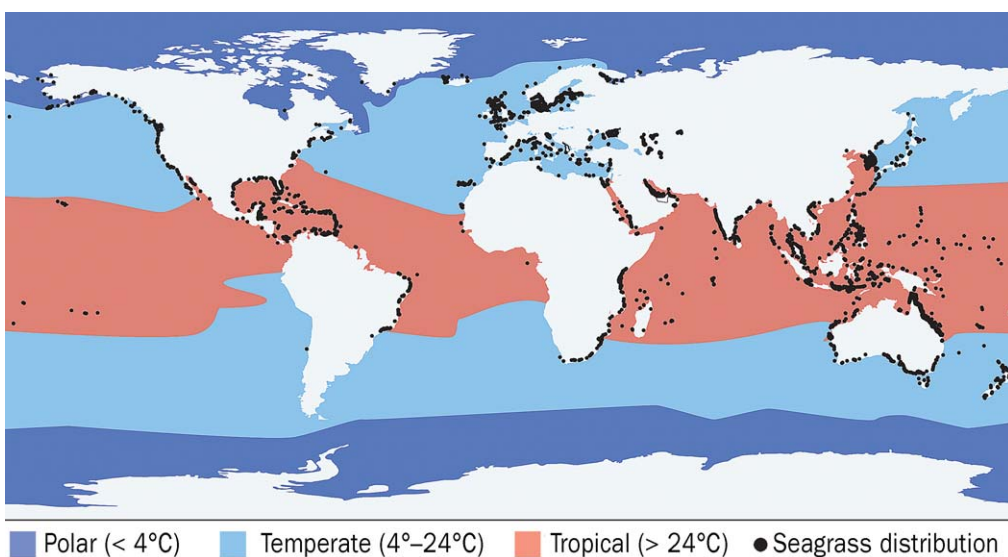 Polar (< 4°C) Temperate (4°–24°C) Tropical (> 24°C) Seagrass distribution